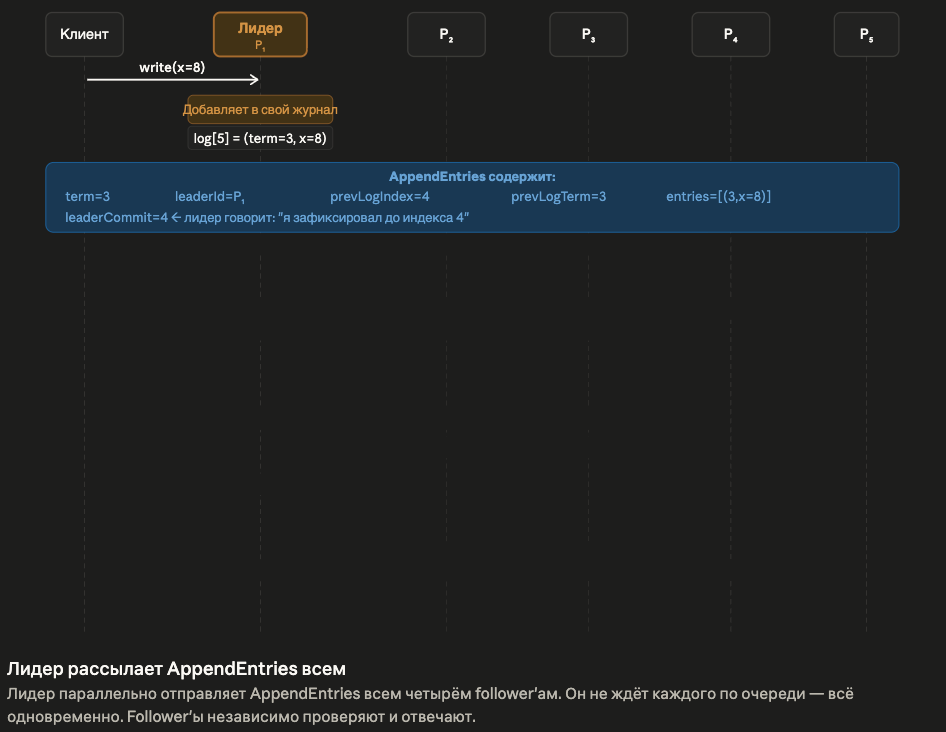 Клиент
Лидер
P₁
P₂
P₃
P₄
P₅
write(x=8)
Добавляет в свой журнал
log[5] = (term=3, x=8)
AppendEntries содержит:
term=3 leaderId=P₁ prevLogIndex=4 prevLogTerm=3 entries=[(3,x=8)]
leaderCommit=4 ← лидер говорит: "я зафиксировал до индекса 4"
Лидер рассылает AppendEntries всем
Лидер параллельно отправляет AppendEntries всем четырём follower'ам. Он не ждёт каждого по очереди — всё
одновременно. Follower'ы независимо проверяют и отвечают.